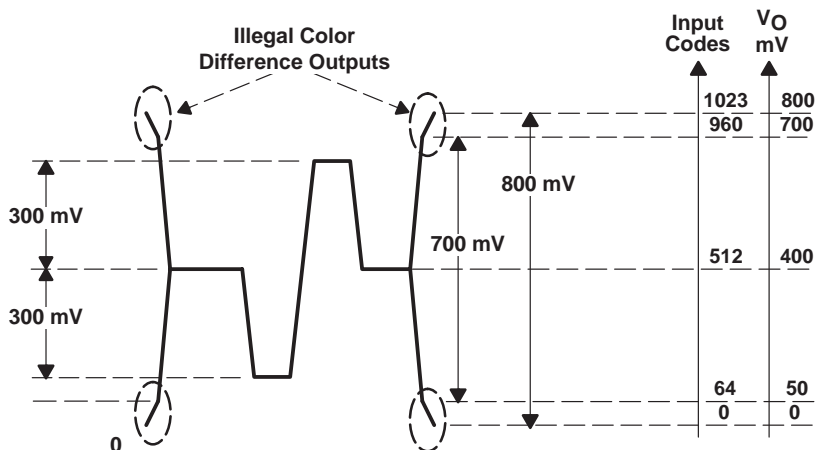 Illegal Color
Difference Outputs
Input
Codes
VO
mV
1023 800
960 700
300 mV
800 mV
700 mV
512 400
300 mV
64 50
0 0
0